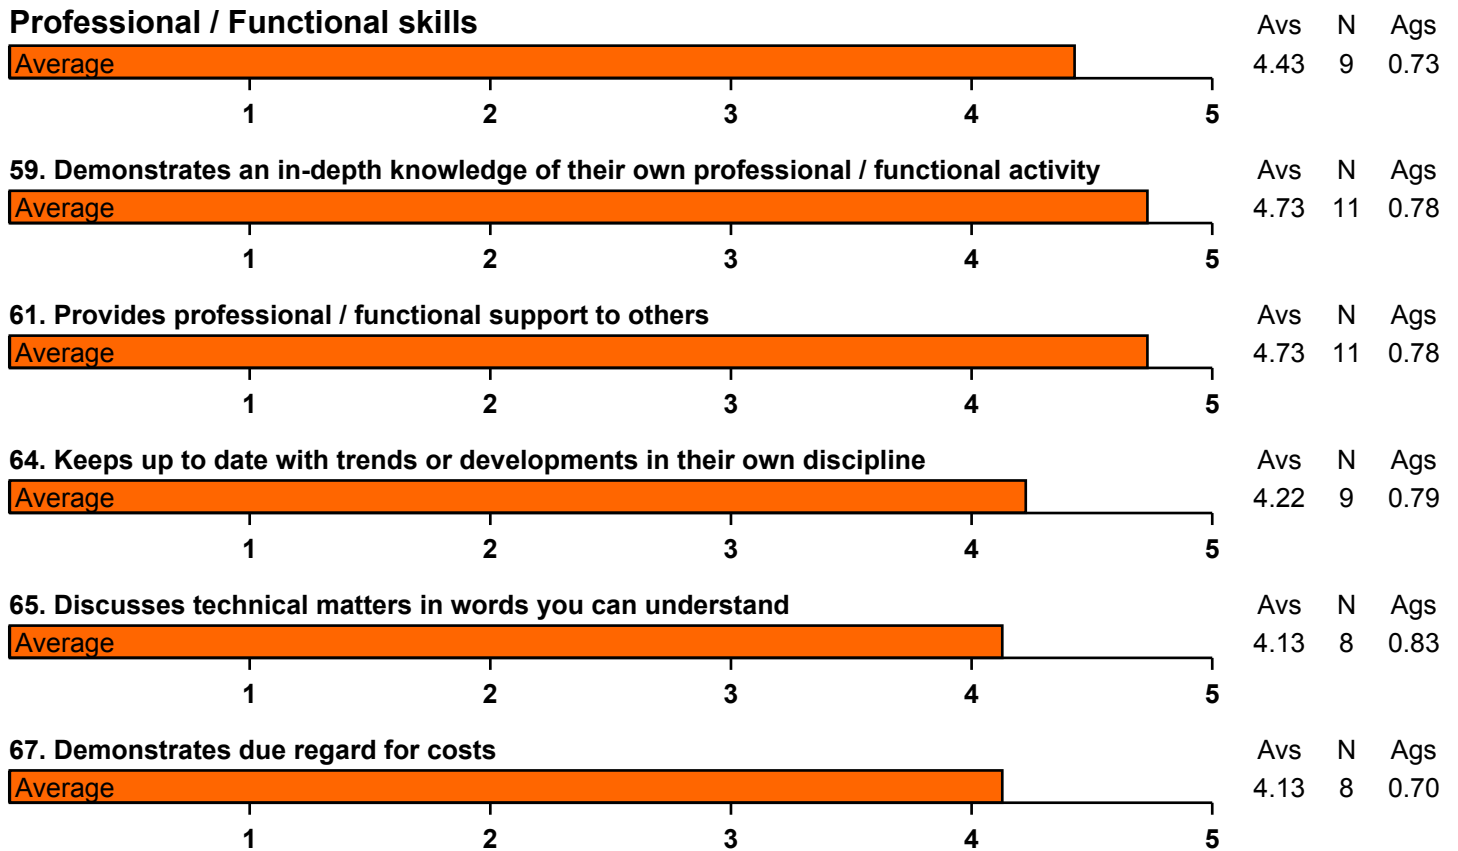 Professional / Functional skills Avs N Ags
Average 4.43 9 0.73
1 2 3 4 5
59. Demonstrates an in-depth knowledge of their own professional / functional activity Avs N Ags
Average 4.73 11 0.78
1 2 3 4 5
61. Provides professional / functional support to others Avs N Ags
Average 4.73 11 0.78
1 2 3 4 5
64. Keeps up to date with trends or developments in their own discipline Avs N Ags
Average 4.22 9 0.79
1 2 3 4 5
65. Discusses technical matters in words you can understand Avs N Ags
Average 4.13 8 0.83
1 2 3 4 5
67. Demonstrates due regard for costs Avs N Ags
Average 4.13 8 0.70
1 2 3 4 5